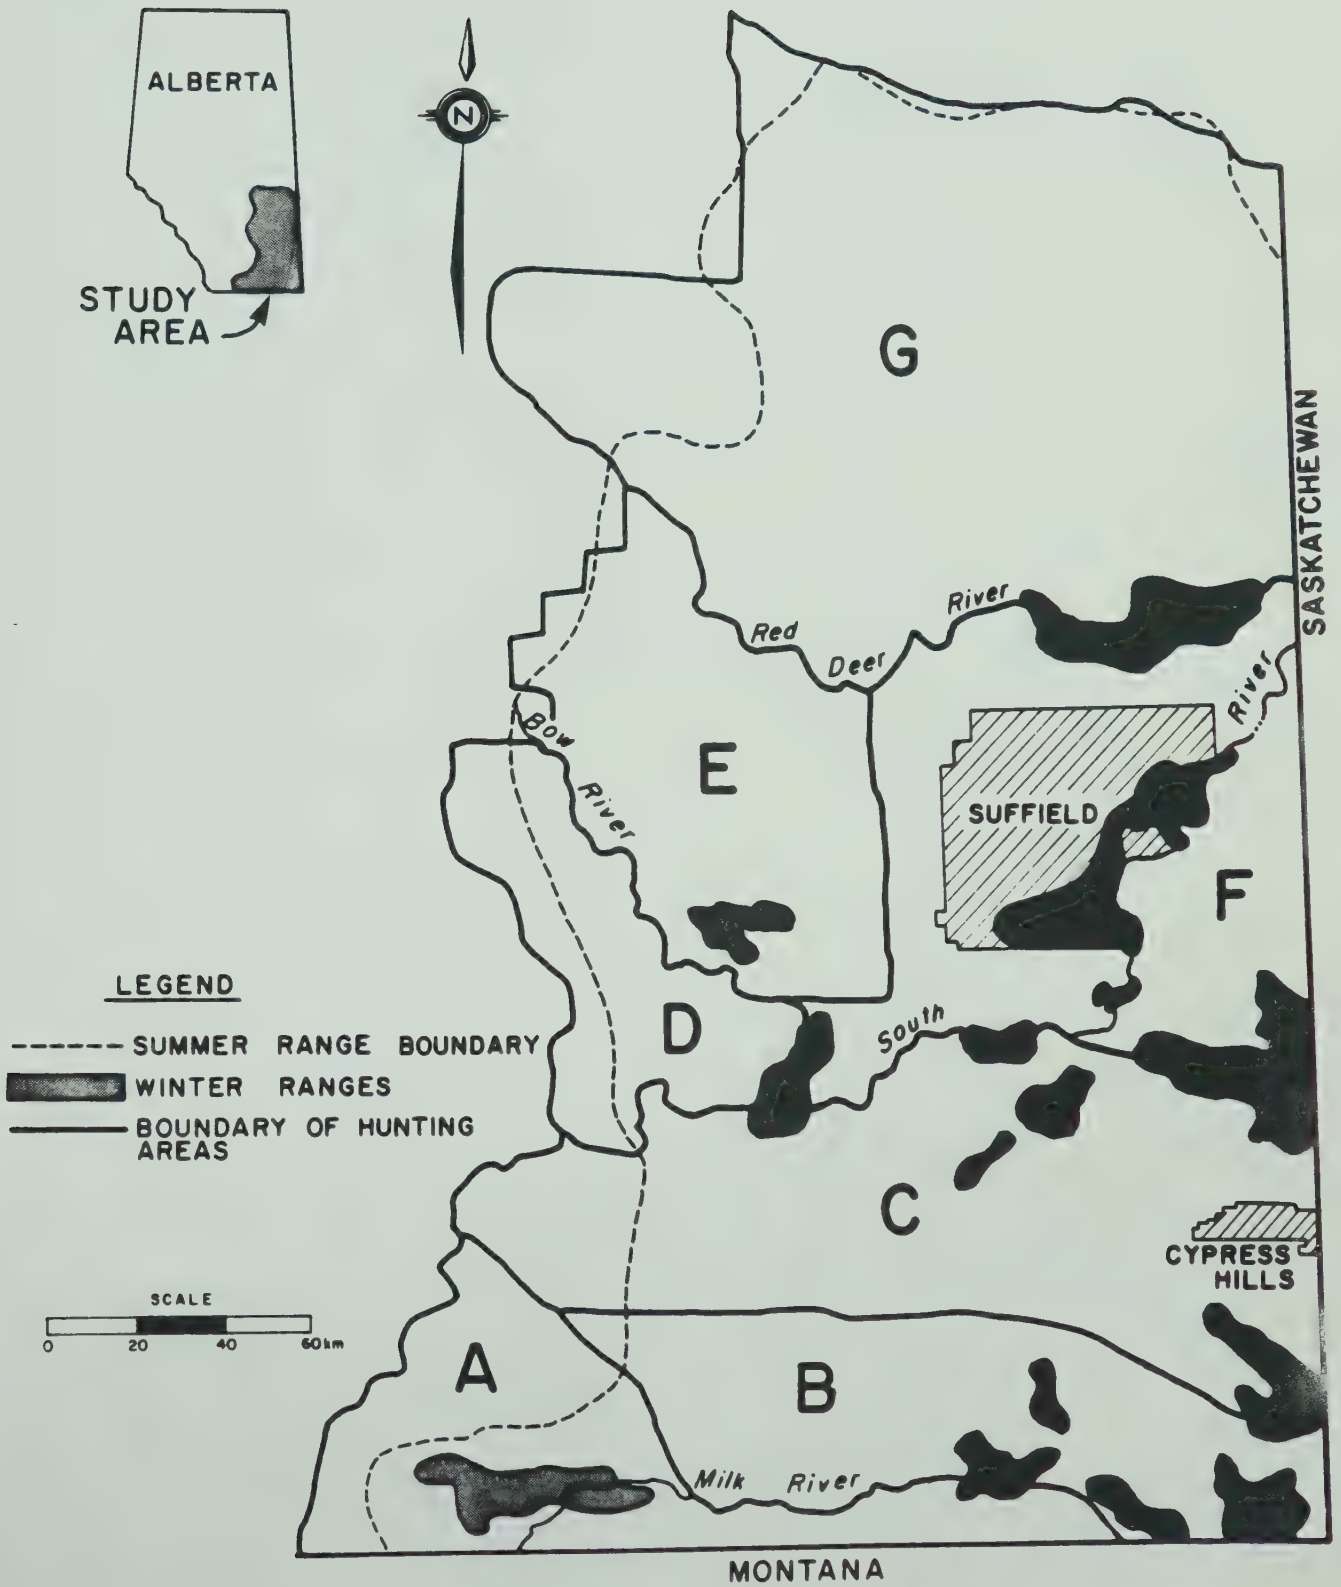 ALBERTA
N
STUDY
AREA
G
SASKATCHEWAN
River
Red
Deer
River
Bow
River
E
SUFFIELD
F
LEGEND
SUMMER RANGE BOUNDARY
WINTER RANGES
BOUNDARY OF HUNTING
AREAS
D
South
C
CYPRESS
HILLS
SCALE
0 20 40 60km
A
B
Milk River
MONTANA